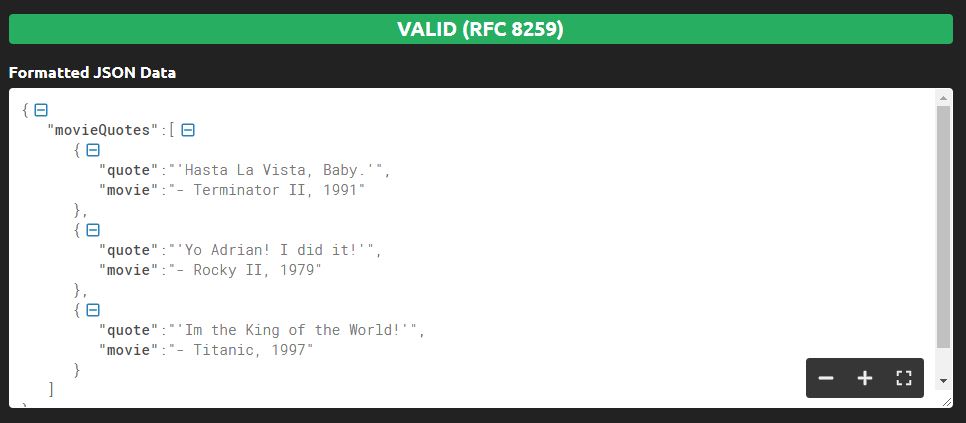 VALID (RFC 8259)
Formatted JSON Data
{
"movieQuotes":[
{
"quote":"'Hasta La Vista, Baby.'",
"movie":"- Terminator II, 1991"
},
{
"quote":"'Yo Adrian! I did it!'",
"movie":"- Rocky II, 1979"
},
{
"quote":"'Im the King of the World!'",
"movie":"- Titanic, 1997"
}
]